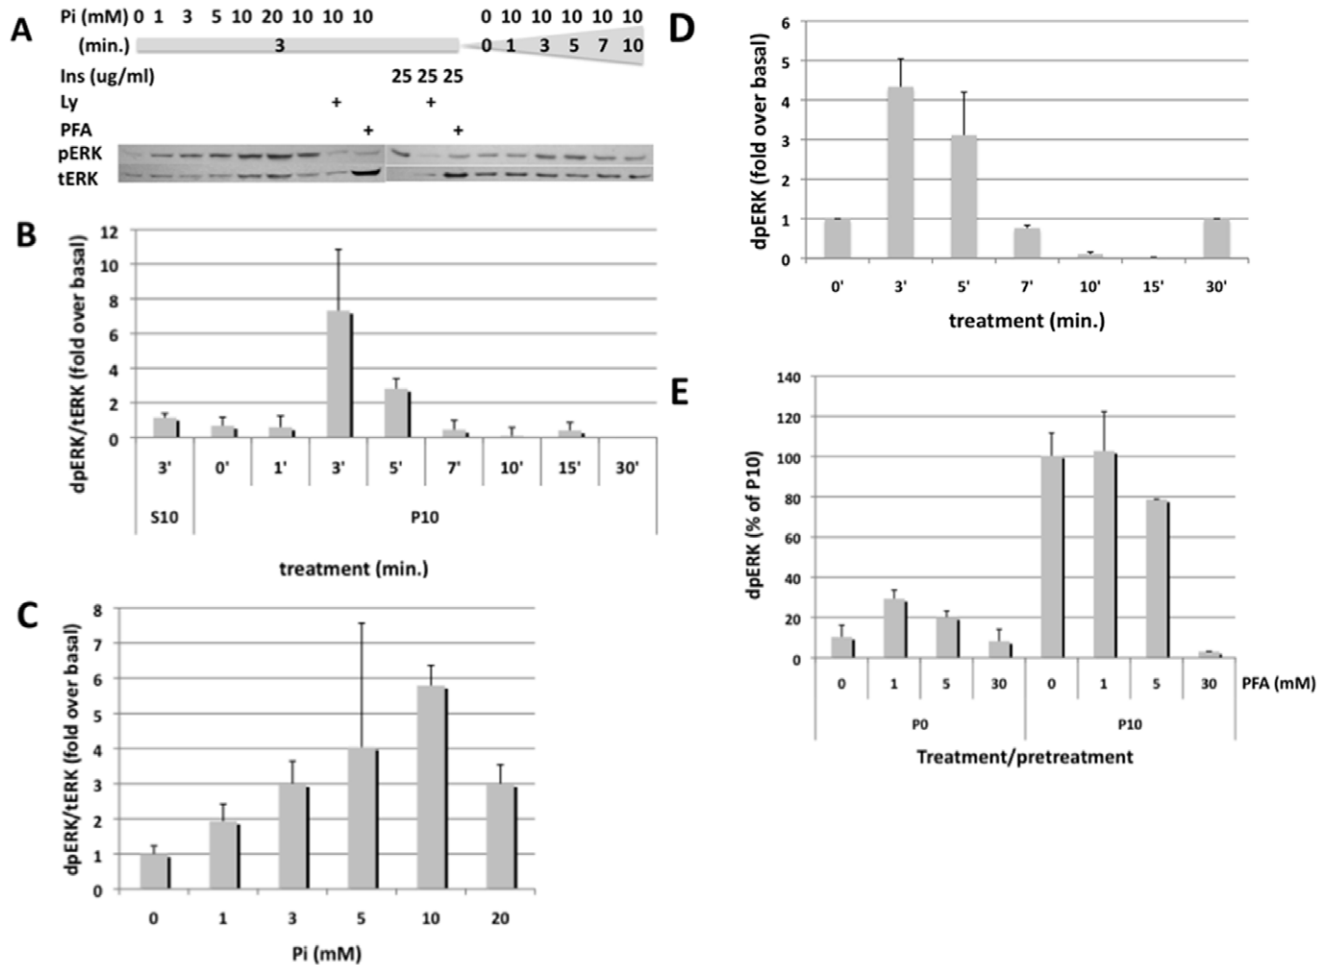 A
Pi (mM) 0 1 3 5 10 20 10 10 10 0 10 10 10 10 10
(min.) 3 0 1 3 5 7 10
Ins (ug/ml) 25 25 25
Ly + +
PFA + +
pERK
tERK
B
dpERK/tERK (fold over basal)
12
10
8
6
4
2
0
3' 0' 1' 3' 5' 7' 10' 15' 30'
S10 P10
treatment (min.)
C
dpERK/tERK (fold over basal)
8
7
6
5
4
3
2
1
0
0 1 3 5 10 20
Pi (mM)
D
dpERK (fold over basal)
6
5
4
3
2
1
0
0' 3' 5' 7' 10' 15' 30'
treatment (min.)
E
dpERK (% of P10)
140
120
100
80
60
40
20
0
0 1 5 30 0 1 5 30 PFA (mM)
P0 P10
Treatment/pretreatment